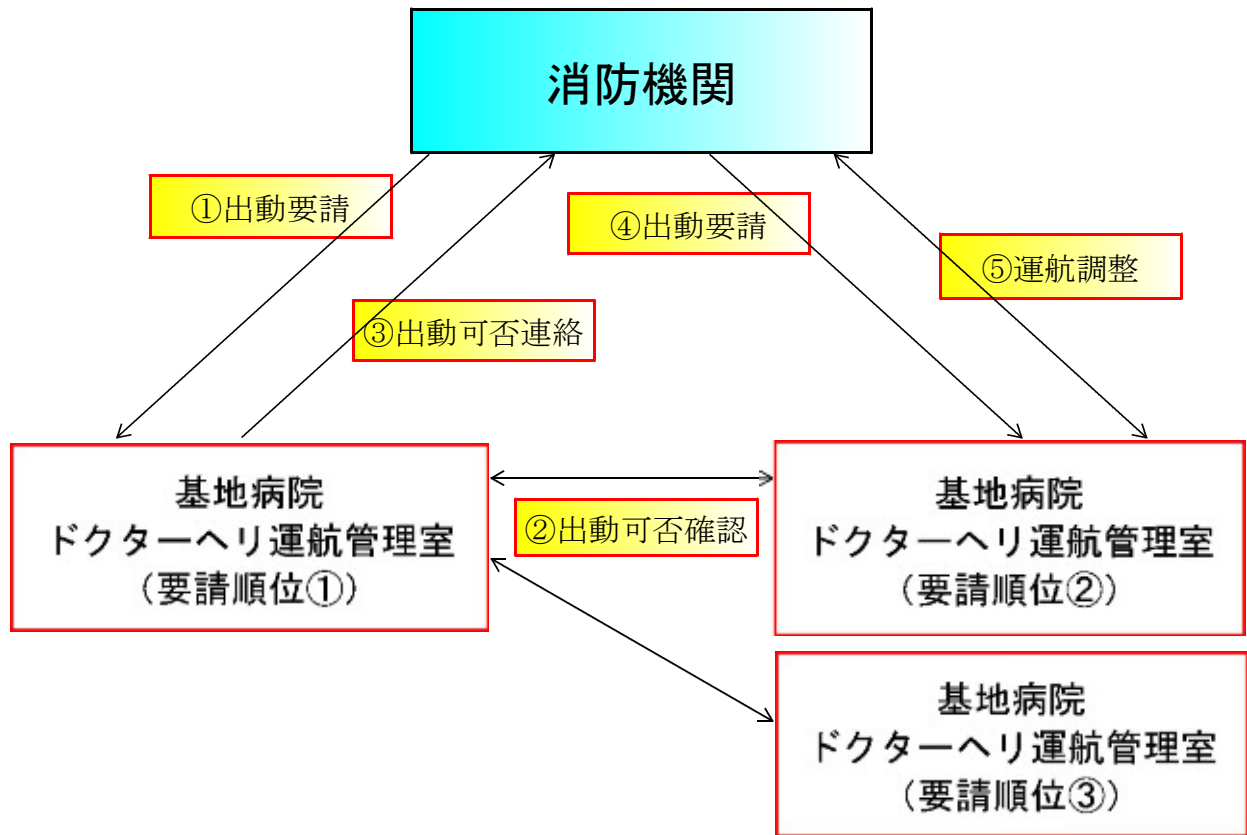 消防機関
①出動要請
④出動要請
⑤運航調整
③出動可否連絡
基地病院
ドクターヘリ運航管理室
（要請順位①）
②出動可否確認
基地病院
ドクターヘリ運航管理室
（要請順位②）
基地病院
ドクターヘリ運航管理室
（要請順位③）